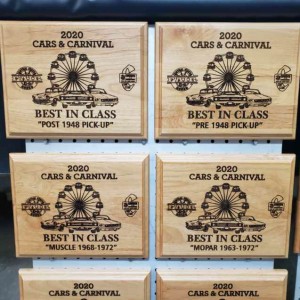 2020
CARS & CARNIVAL
BEST IN CLASS
"POST 1948 PICK-UP"
2020
CARS & CARNIVAL
BEST IN CLASS
"PRE 1948 PICK-UP"
2020
CARS & CARNIVAL
BEST IN CLASS
"MUSCLE 1968-1972"
2020
CARS & CARNIVAL
BEST IN CLASS
"MOPAR 1963-1972"
2020
CARS & CARNIVAL
2020
CARS & CARNIVAL